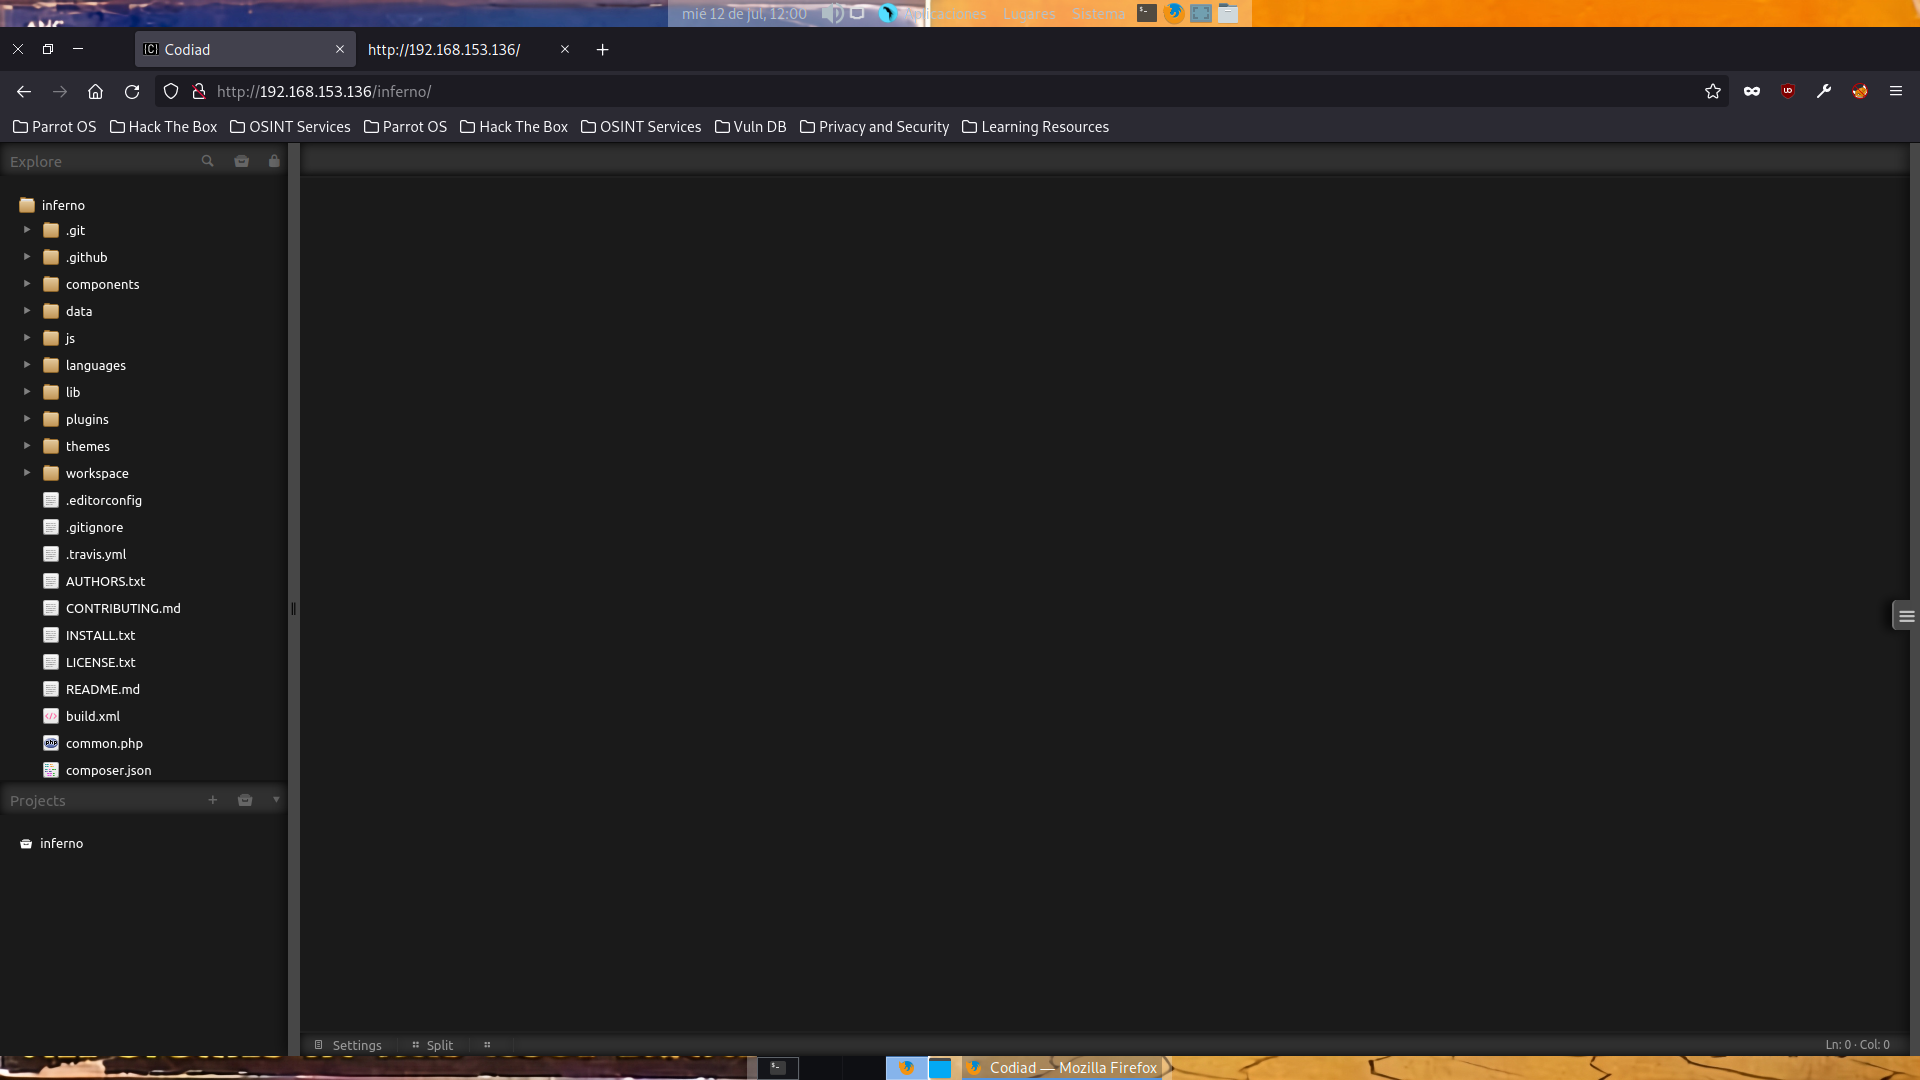 mié 12 de jul, 12:00 Aplicaciones Lugares Sistema
Codiad http://192.168.153.136/
http://192.168.153.136/inferno/
Parrot OS Hack The Box OSINT Services Parrot OS Hack The Box OSINT Services Vuln DB Privacy and Security Learning Resources
Explore
inferno
.git
.github
components
data
js
languages
lib
plugins
themes
workspace
.editorconfig
.gitignore
.travis.yml
AUTHORS.txt
CONTRIBUTING.md
INSTALL.txt
LICENSE.txt
README.md
build.xml
common.php
composer.json
Projects
inferno
Settings Split Ln: 0 · Col: 0
Codiad — Mozilla Firefox